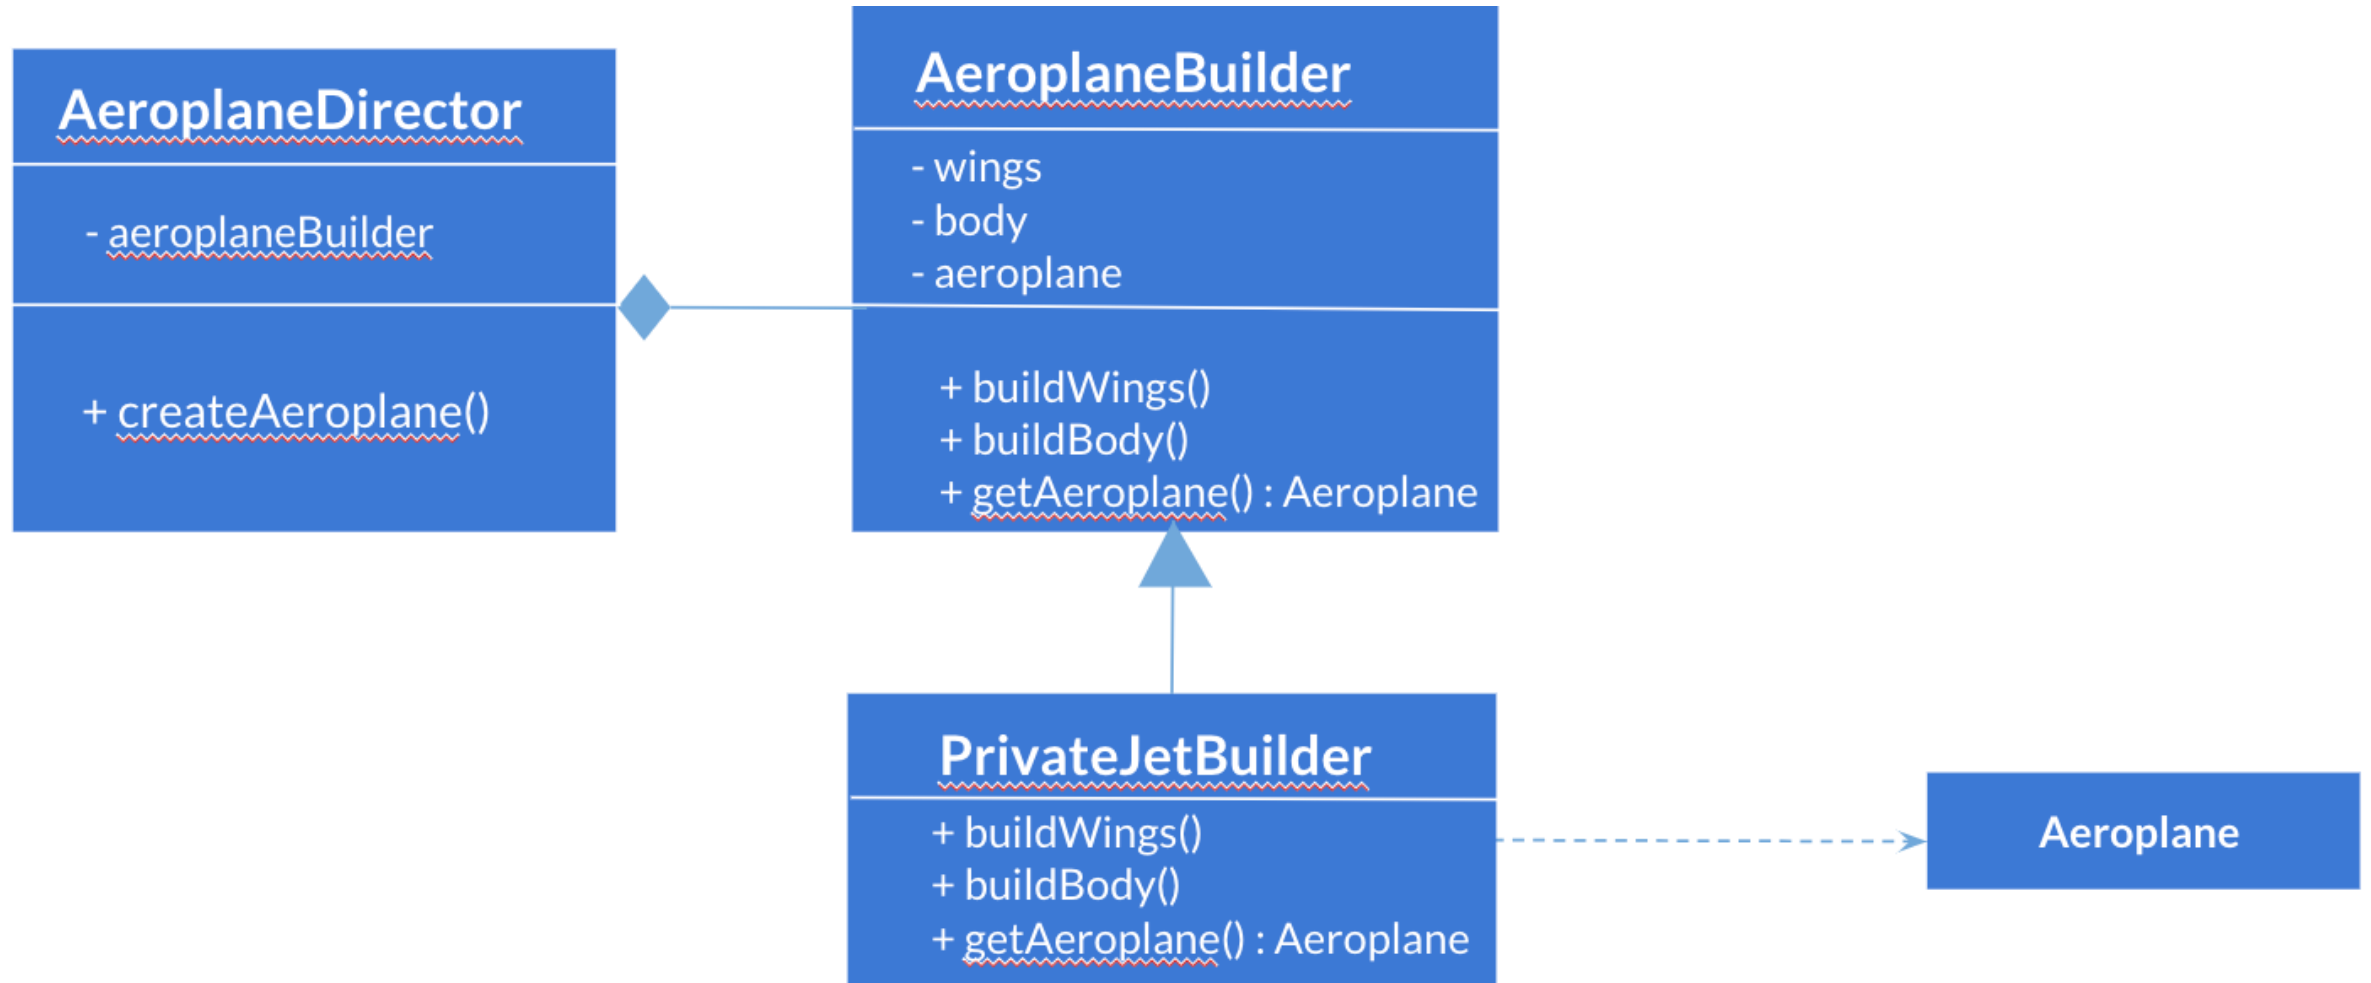 AeroplaneDirector
- aeroplaneBuilder
+ createAeroplane()
AeroplaneBuilder
- wings
- body
- aeroplane
+ buildWings()
+ buildBody()
+ getAeroplane() : Aeroplane
PrivateJetBuilder
+ buildWings()
+ buildBody()
+ getAeroplane() : Aeroplane
Aeroplane